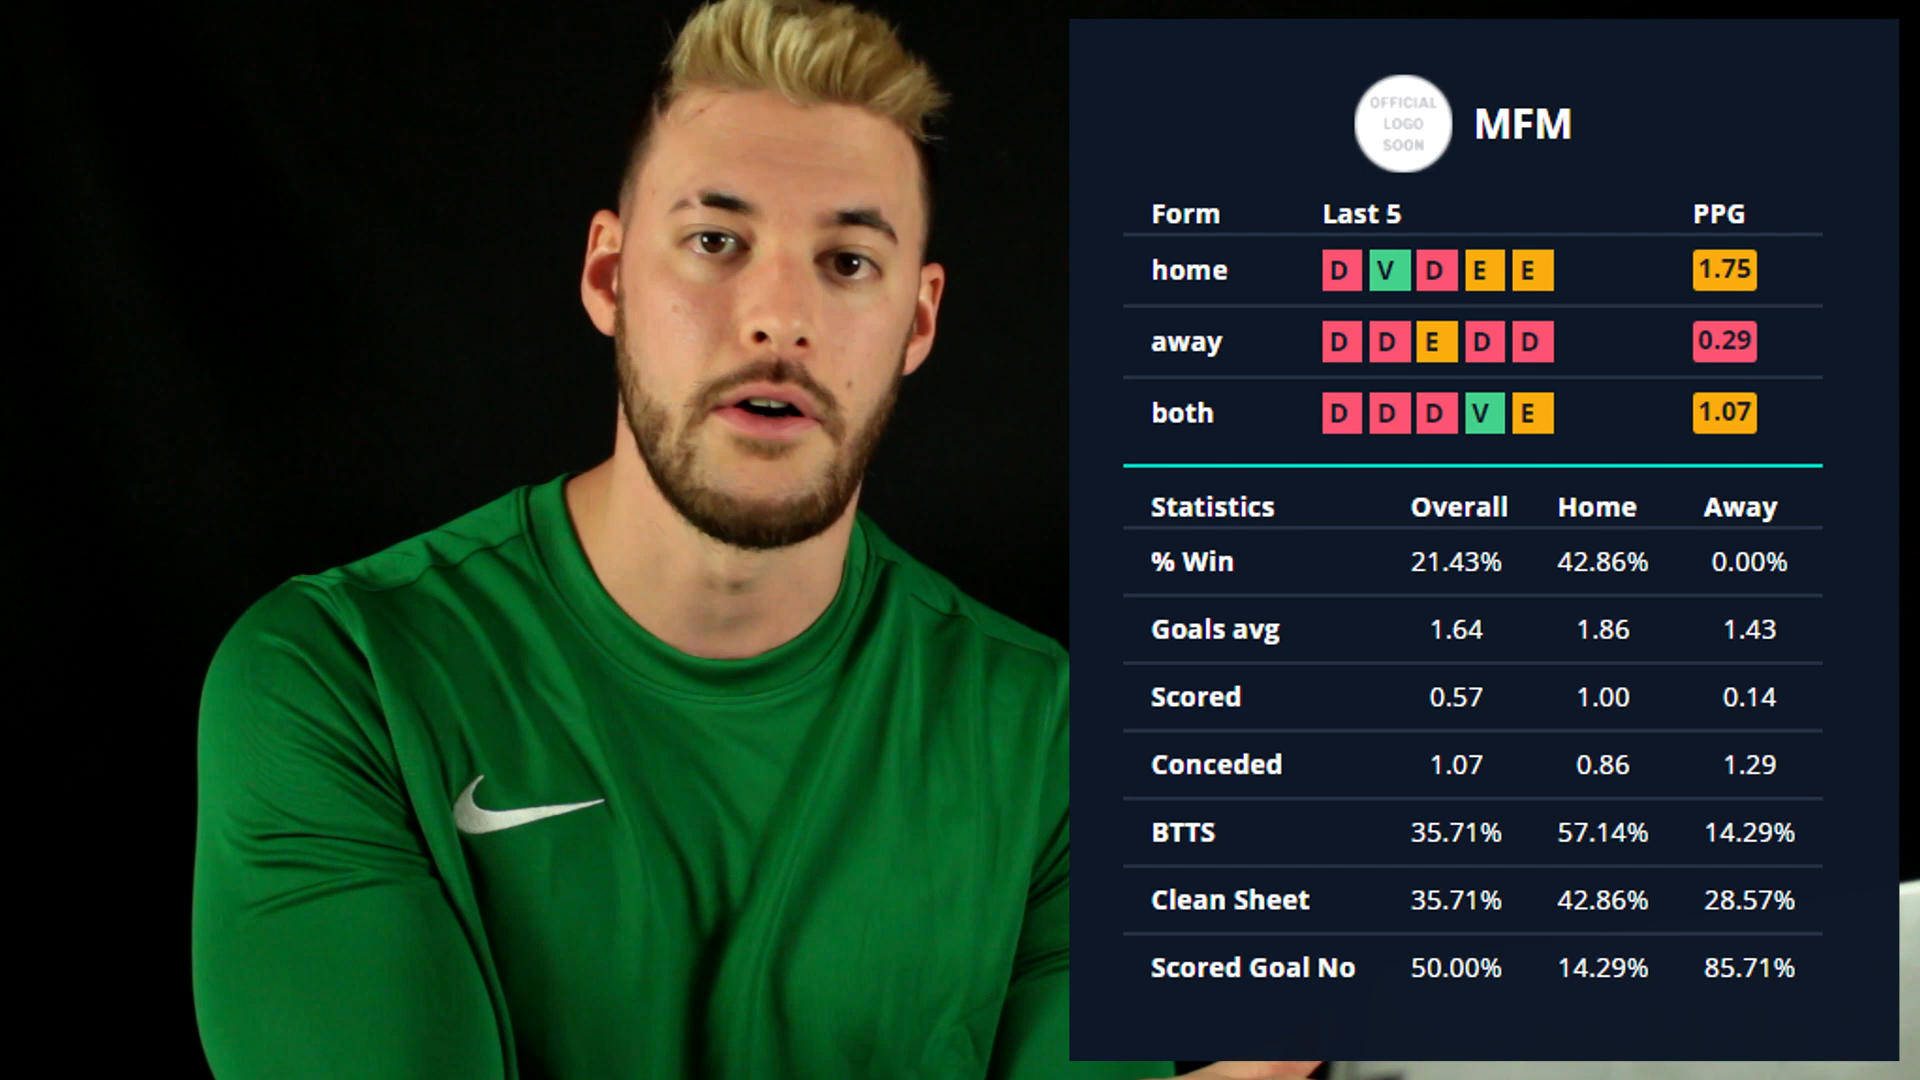 OFFICIAL
LOGO
SOON
MFM
Form Last 5 PPG
home D V D E E 1.75
away D D E D D 0.29
both D D D V E 1.07
Statistics Overall Home Away
% Win 21.43% 42.86% 0.00%
Goals avg 1.64 1.86 1.43
Scored 0.57 1.00 0.14
Conceded 1.07 0.86 1.29
BTTS 35.71% 57.14% 14.29%
Clean Sheet 35.71% 42.86% 28.57%
Scored Goal No 50.00% 14.29% 85.71%